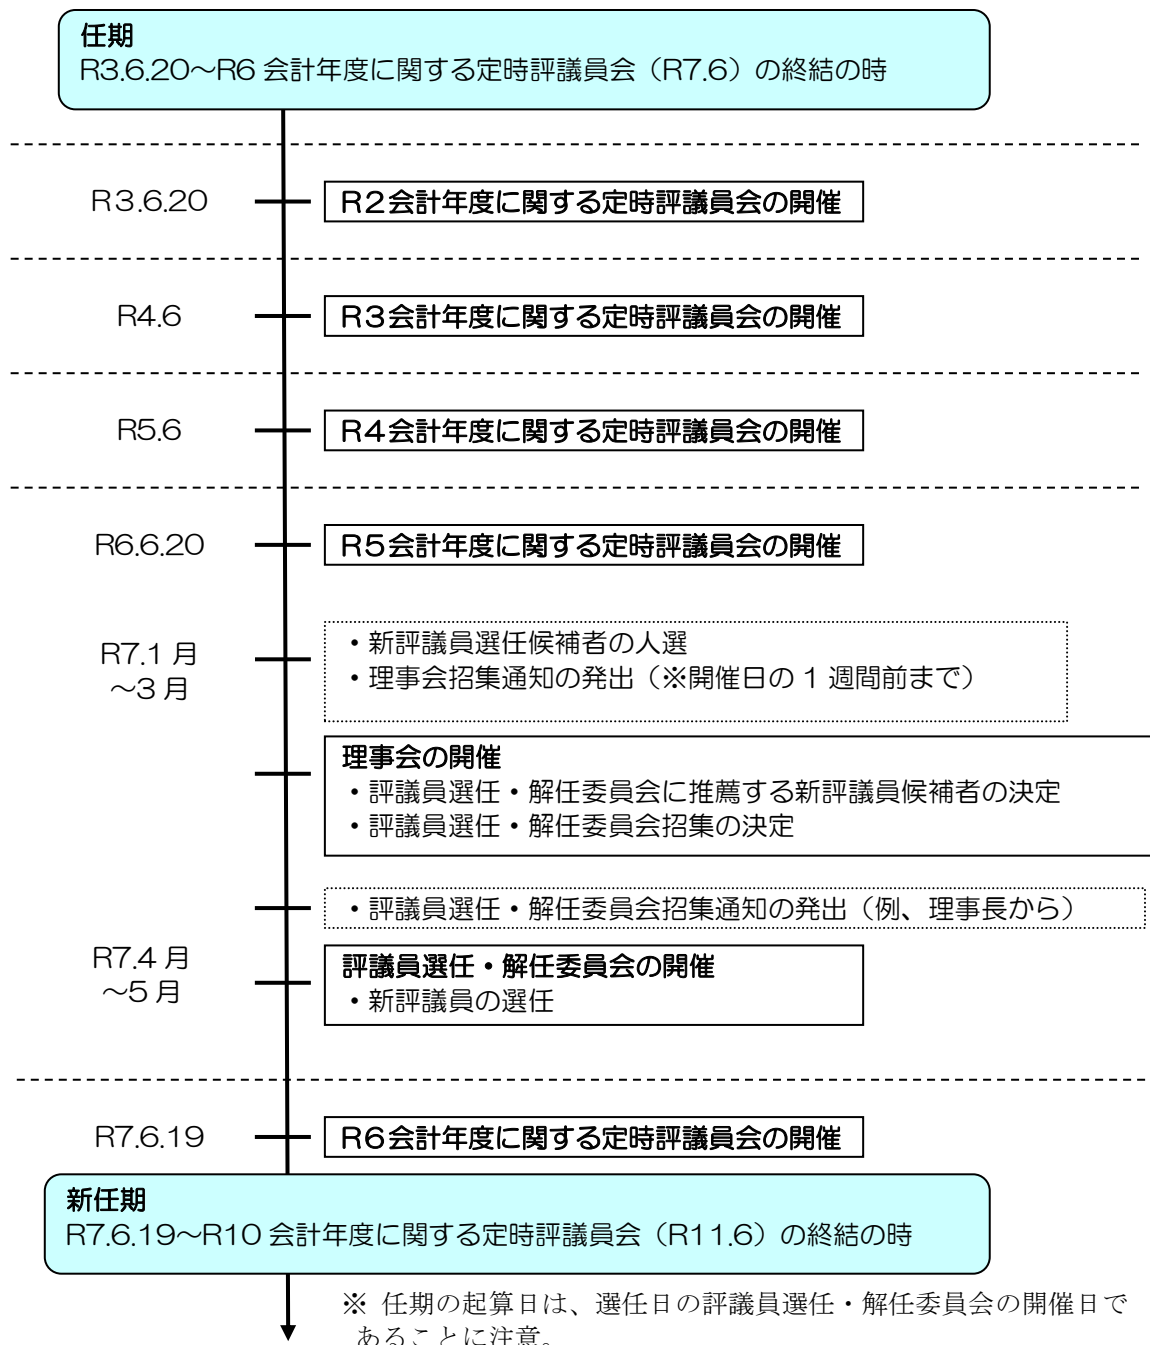 任期
R3.6.20～R6 会計年度に関する定時評議員会（R7.6）の終結の時
R3.6.20
R2会計年度に関する定時評議員会の開催
R4.6
R3会計年度に関する定時評議員会の開催
R5.6
R4会計年度に関する定時評議員会の開催
R6.6.20
R5会計年度に関する定時評議員会の開催
R7.1 月
～3 月
・新評議員選任候補者の人選
・理事会招集通知の発出（※開催日の 1 週間前まで）
理事会の開催
・評議員選任・解任委員会に推薦する新評議員候補者の決定
・評議員選任・解任委員会招集の決定
・評議員選任・解任委員会招集通知の発出（例、理事長から）
R7.4 月
～5 月
評議員選任・解任委員会の開催
・新評議員の選任
R7.6.19
R6会計年度に関する定時評議員会の開催
新任期
R7.6.19～R10 会計年度に関する定時評議員会（R11.6）の終結の時
※ 任期の起算日は、選任日の評議員選任・解任委員会の開催日で
あることに注意。